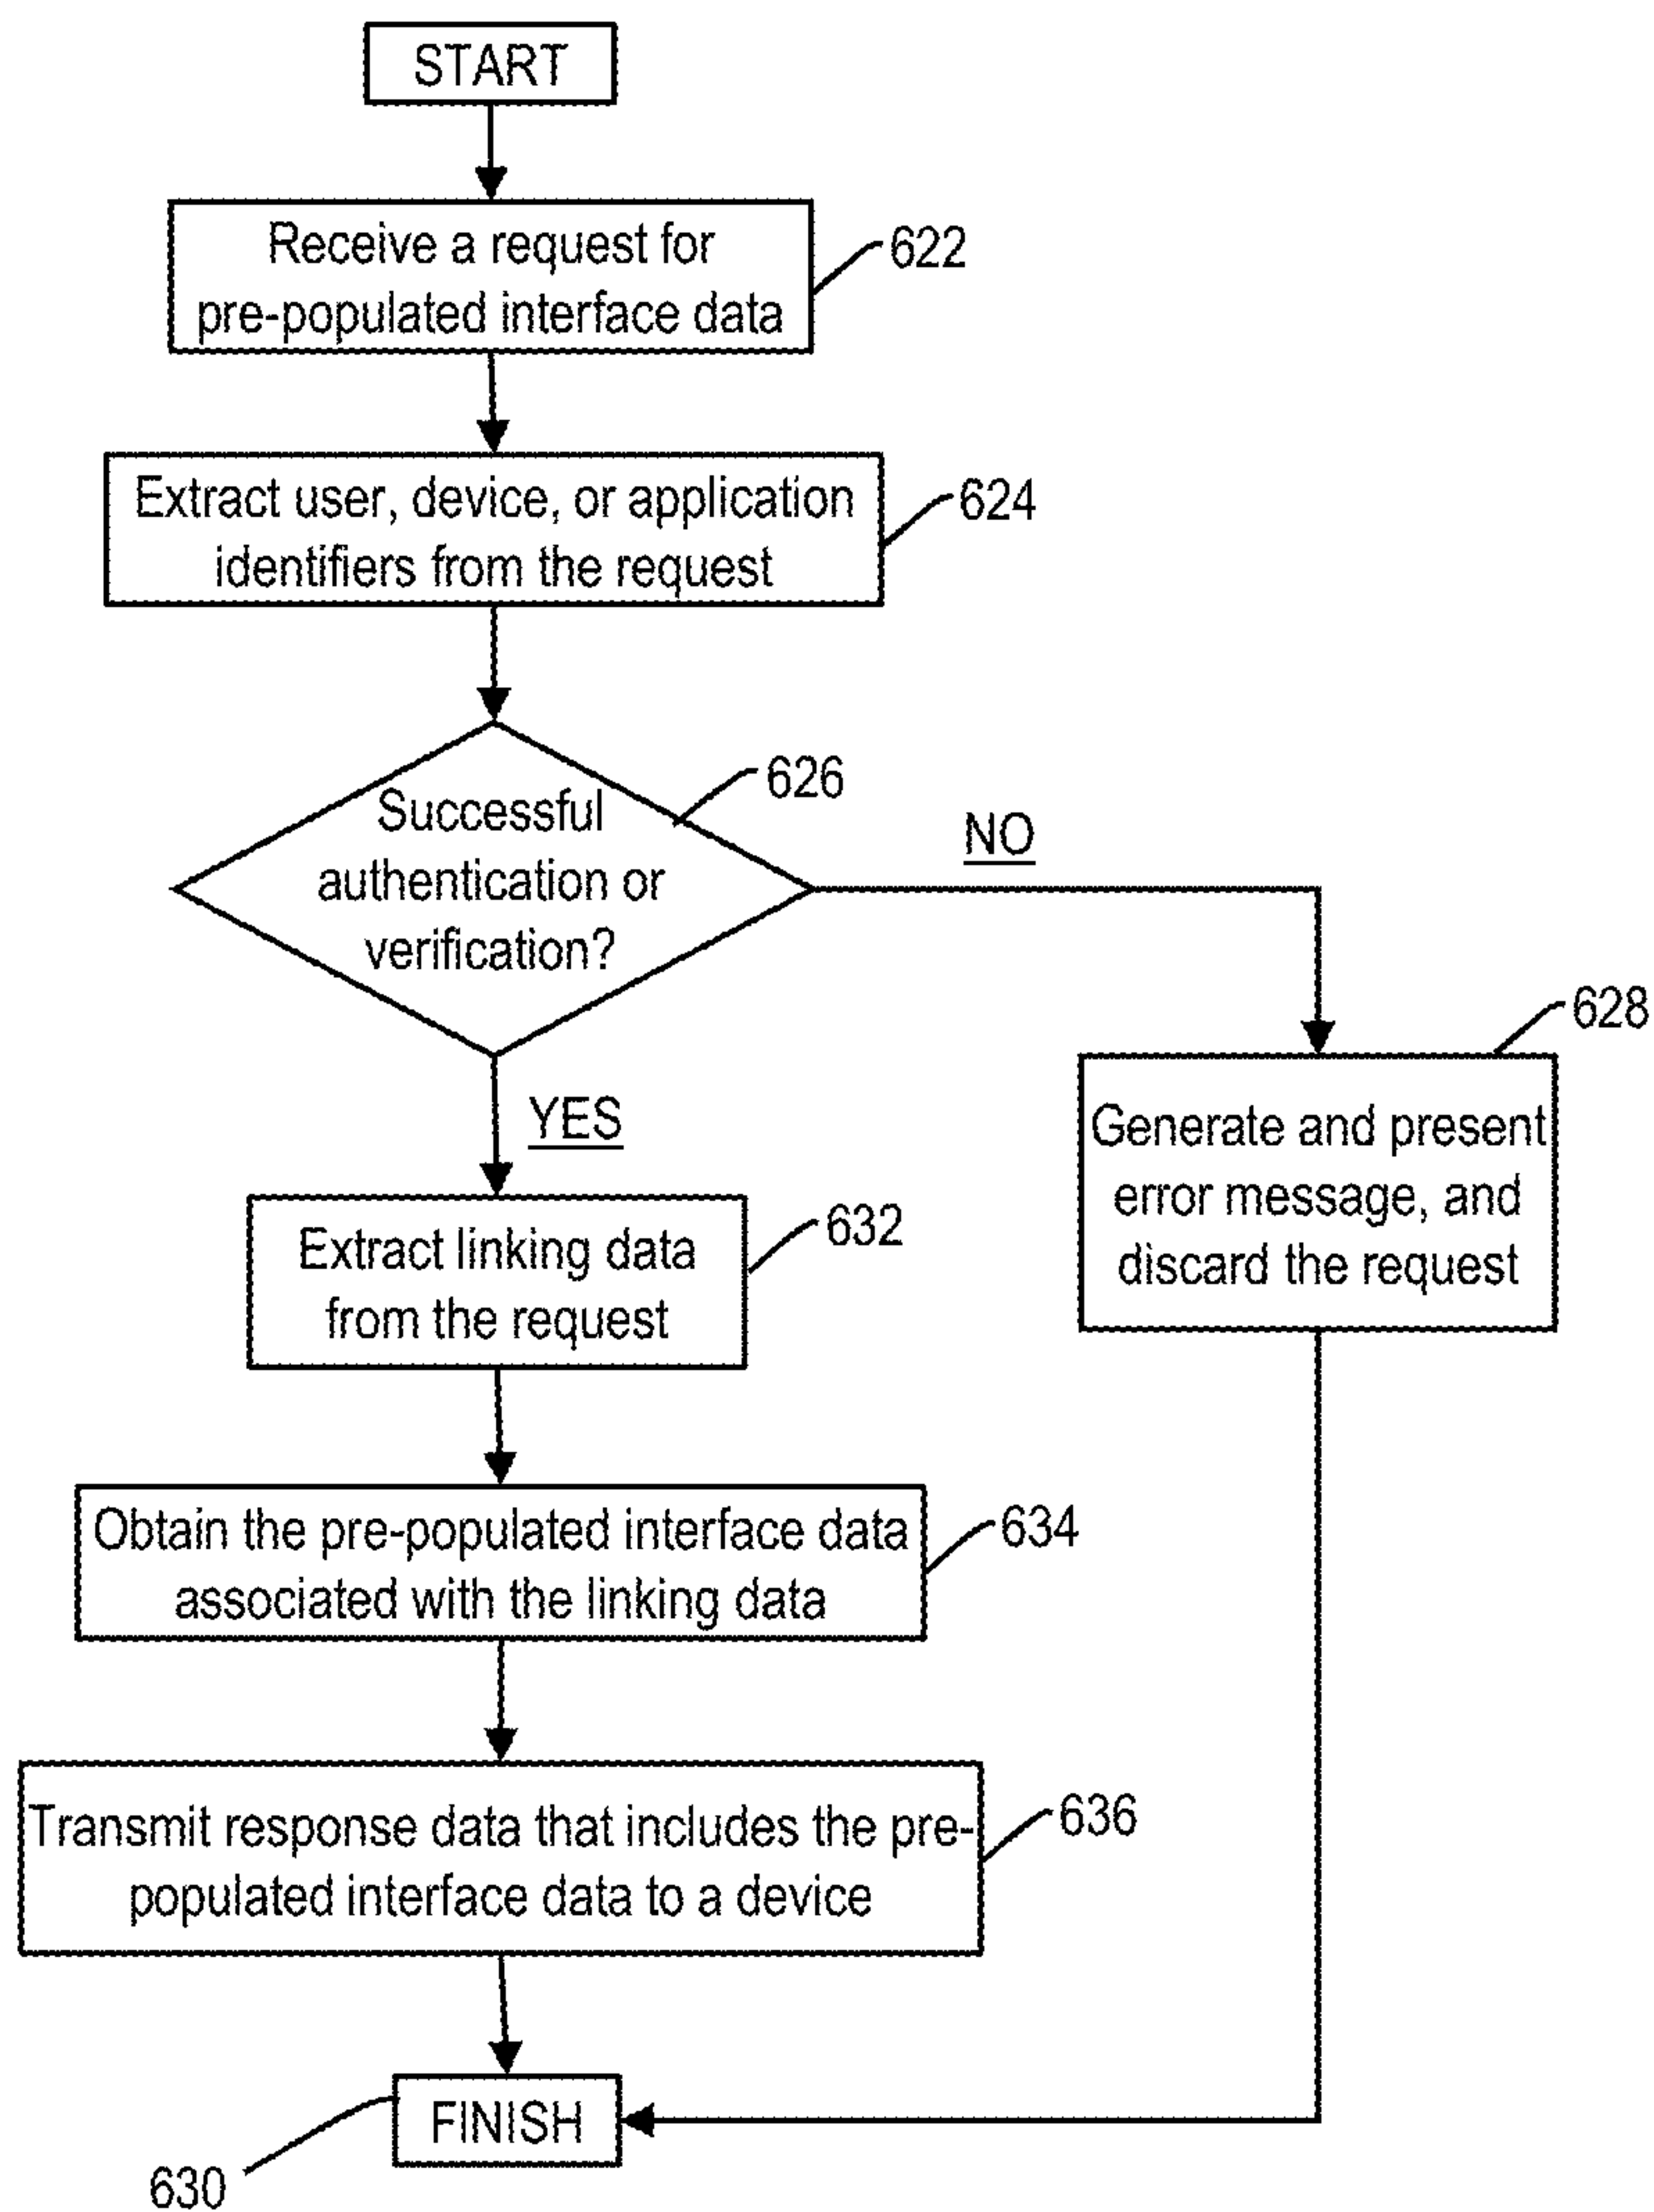 START
Receive a request for
pre-populated interface data
622
Extract user, device, or application
identifiers from the request
624
626
Successful
authentication or
verification?
NO
YES
628
Generate and present
error message, and
discard the request
632
Extract linking data
from the request
634
Obtain the pre-populated interface data
associated with the linking data
636
Transmit response data that includes the pre-
populated interface data to a device
FINISH
630